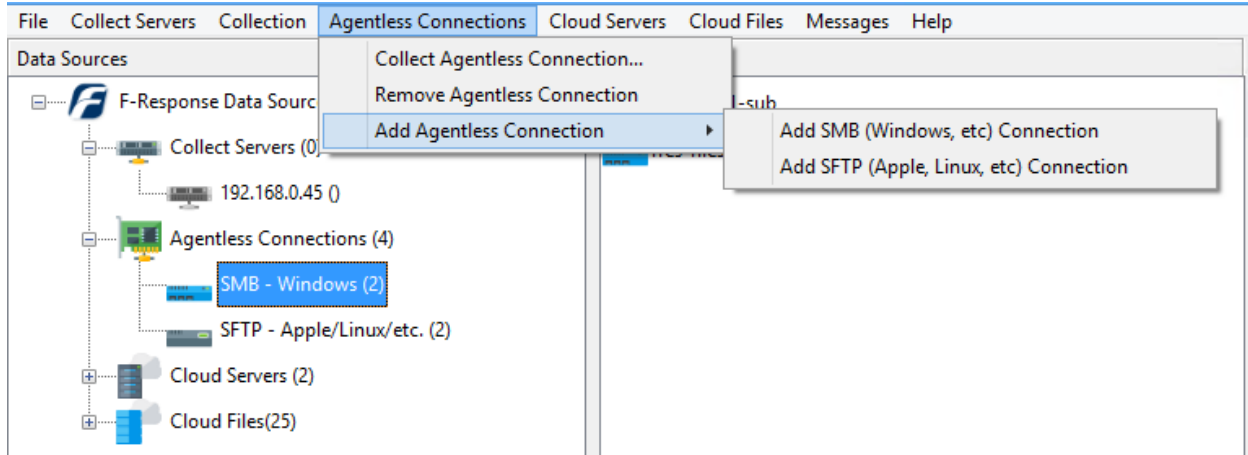 File Collect Servers Collection Agentless Connections Cloud Servers Cloud Files Messages Help
Data Sources
Collect Agentless Connection...
Remove Agentless Connection
Add Agentless Connection
Add SMB (Windows, etc) Connection
Add SFTP (Apple, Linux, etc) Connection
F-Response Data Sourc
-sub
Collect Servers (0)
192.168.0.45 ()
Agentless Connections (4)
SMB - Windows (2)
SFTP - Apple/Linux/etc. (2)
Cloud Servers (2)
Cloud Files(25)